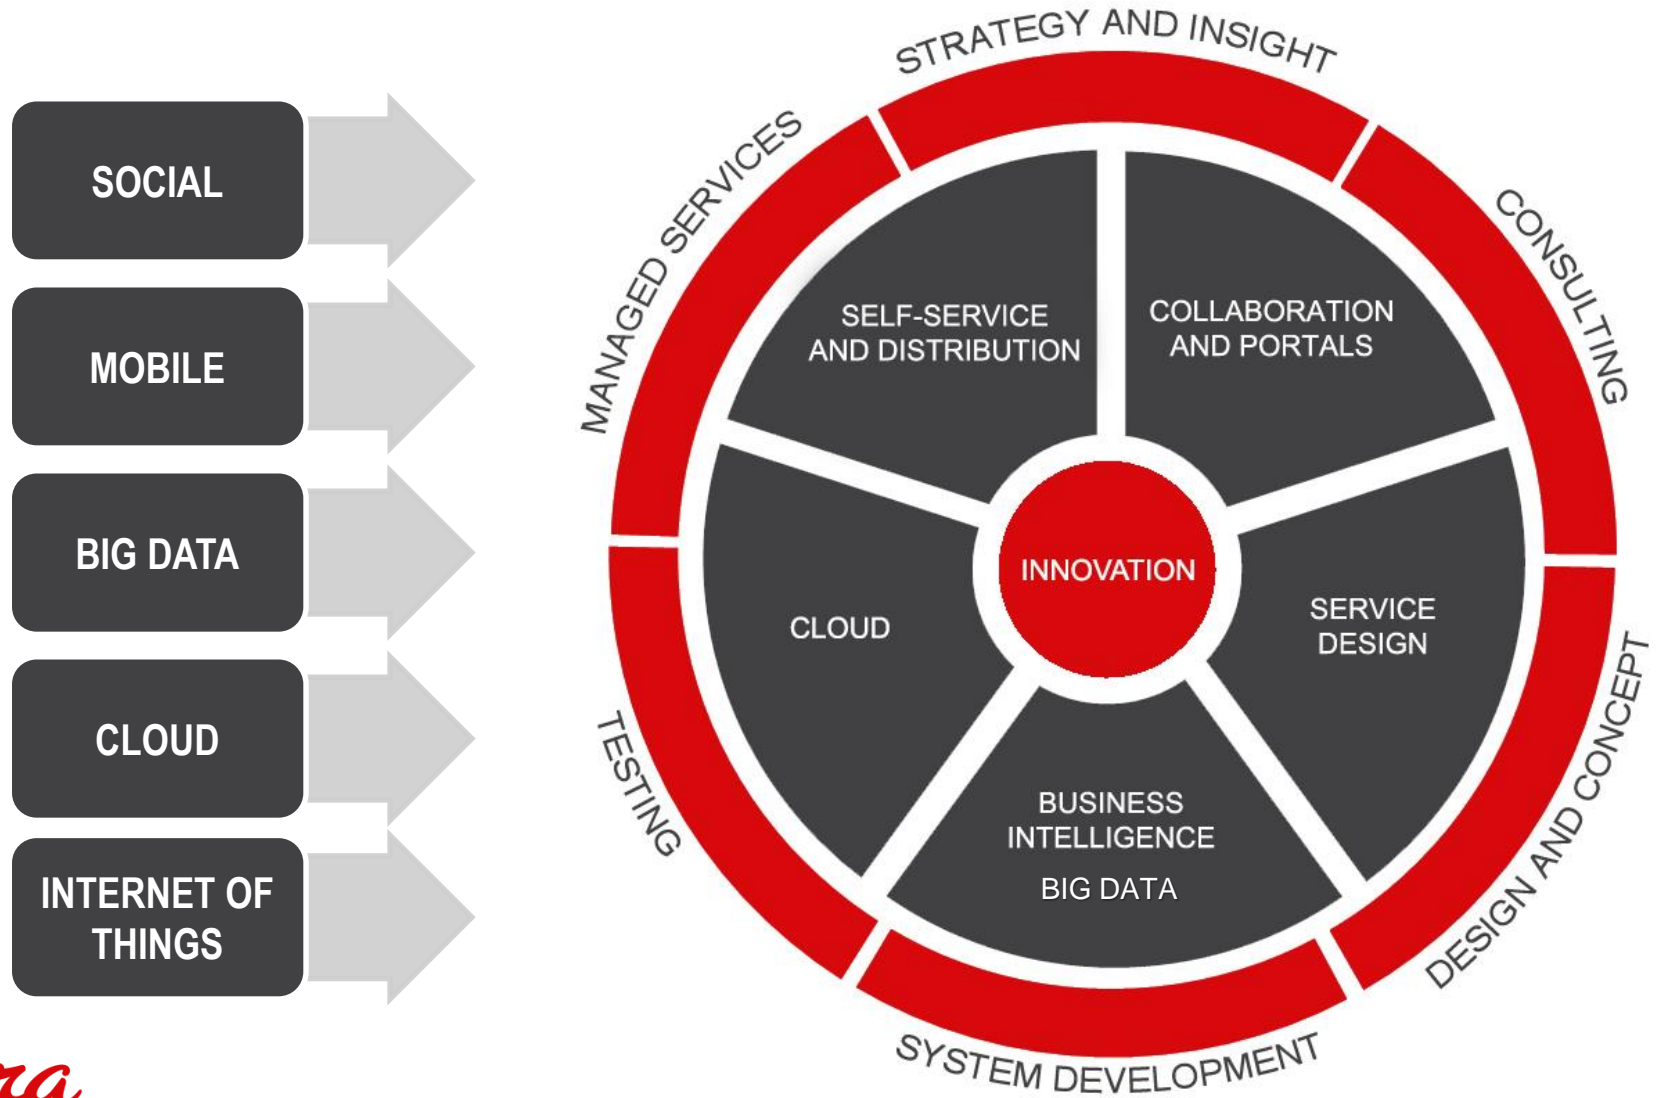 SOCIAL
MOBILE
BIG DATA
CLOUD
INTERNET OF
THINGS
STRATEGY AND INSIGHT
CONSULTING
DESIGN AND CONCEPT
SYSTEM DEVELOPMENT
TESTING
MANAGED SERVICES
SELF-SERVICE
AND DISTRIBUTION
COLLABORATION
AND PORTALS
SERVICE
DESIGN
BUSINESS
INTELLIGENCE
BIG DATA
CLOUD
INNOVATION